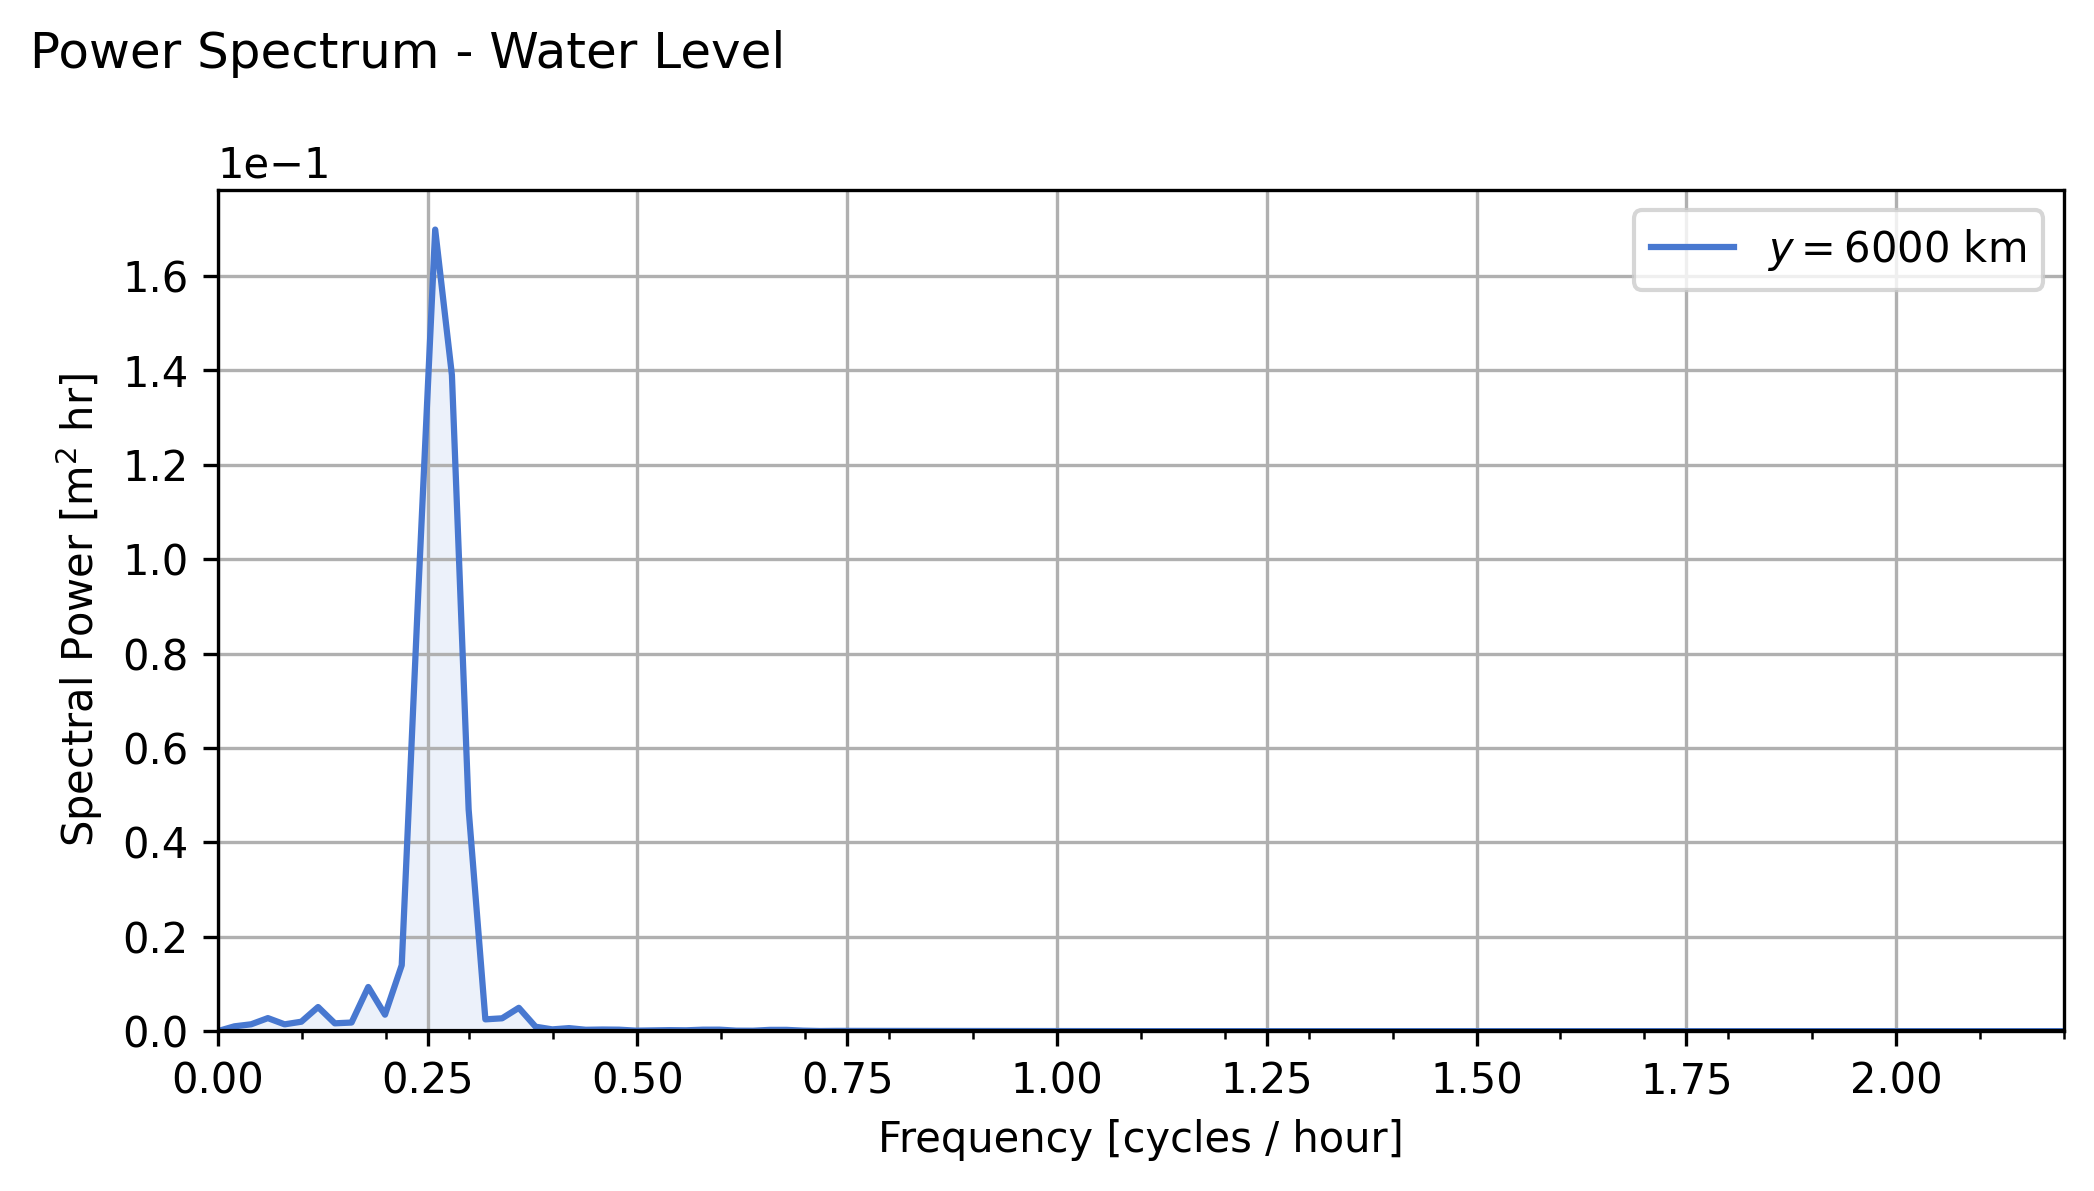 Power Spectrum - Water Level
1e−1
y = 6000 km
Spectral Power [m² hr]
1.6
1.4
1.2
1.0
0.8
0.6
0.4
0.2
0.0
0.00 0.25 0.50 0.75 1.00 1.25 1.50 1.75 2.00
Frequency [cycles / hour]